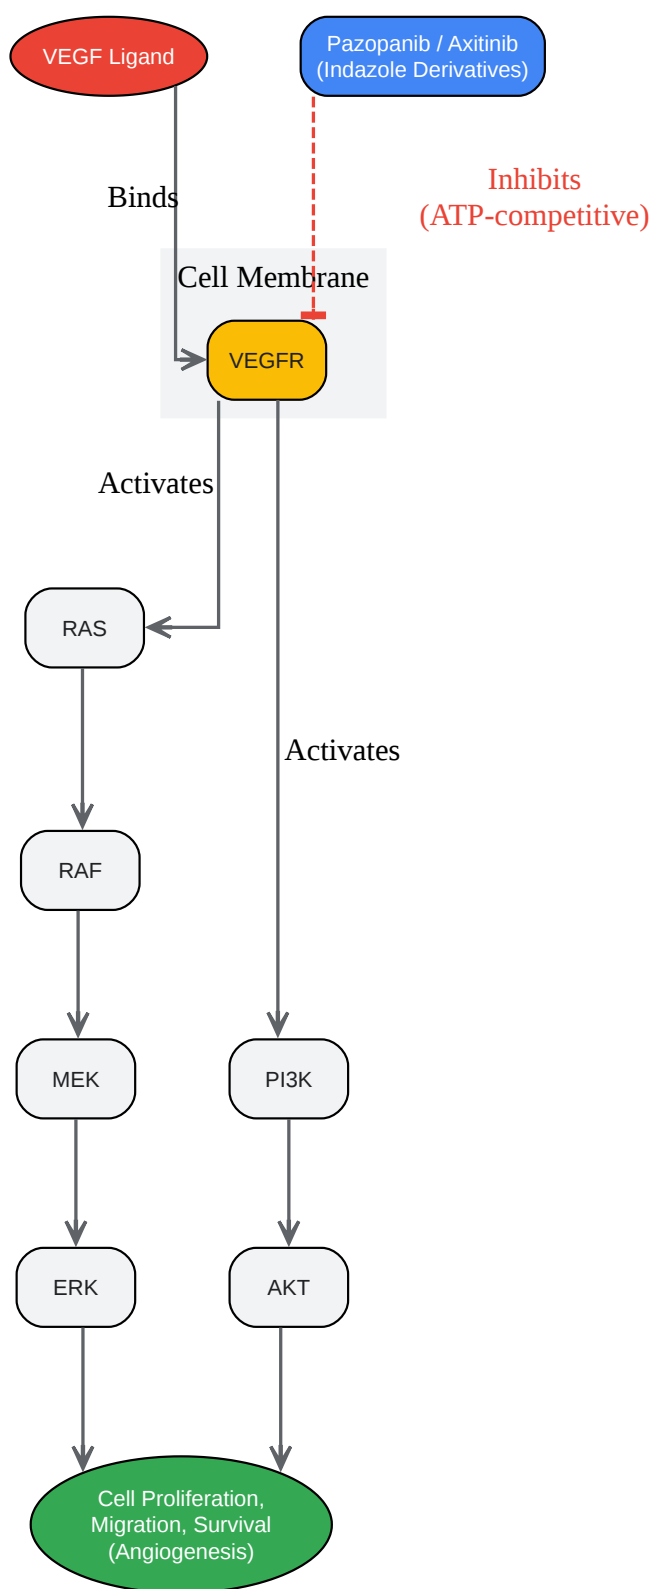 VEGF Ligand
Pazopanib / Axitinib
(Indazole Derivatives)
Binds
Inhibits
(ATP-competitive)
Cell Membrane
VEGFR
Activates
RAS
Activates
RAF
MEK
PI3K
ERK
AKT
Cell Proliferation,
Migration, Survival
(Angiogenesis)